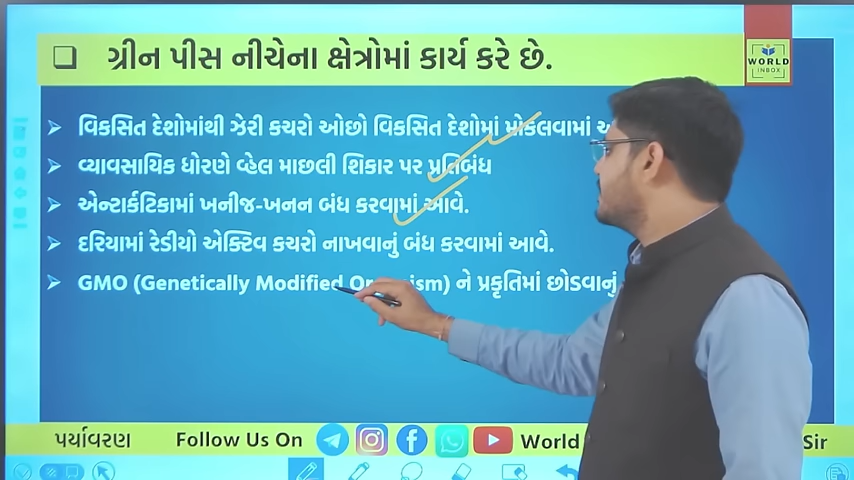 ❑ ગ્રીન પીસ નીચેના ક્ષેત્રોમાં કાર્ય કરે છે.
WORLD
INBOX
➤ વિકસિત દેશોમાંથી ઝેરી કચરો ઓછો વિકસિત દેશોમાં મોકલવામાં
➤ વ્યાવસાયિક ધોરણે વ્હેલ માછલી શિકાર પર પ્રતિબંધ
➤ એન્ટાર્કટિકામાં ખનીજ-ખનન બંધ કરવામાં આવે.
➤ દરિયામાં રેડીયો એક્ટિવ કચરો નાખવાનું બંધ કરવામાં આવે.
➤ GMO (Genetically Modified Organism) ને પ્રકૃતિમાં છોડવાનું
પર્યાવરણ Follow Us On World Sir